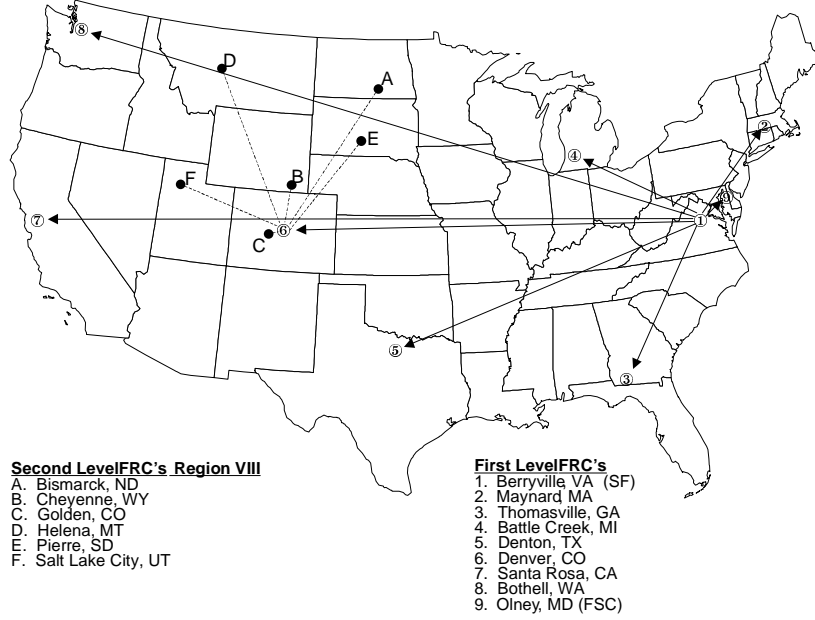 8
D
A
2
E
4
B
F
9
7
1
6
C
5
3
Second LevelFRC's Region VIII
A. Bismarck, ND
B. Cheyenne, WY
C. Golden, CO
D. Helena, MT
E. Pierre, SD
F. Salt Lake City, UT
First LevelFRC's
1. Berryville, VA (SF)
2. Maynard, MA
3. Thomasville, GA
4. Battle Creek, MI
5. Denton, TX
6. Denver, CO
7. Santa Rosa, CA
8. Bothell, WA
9. Olney, MD (FSC)